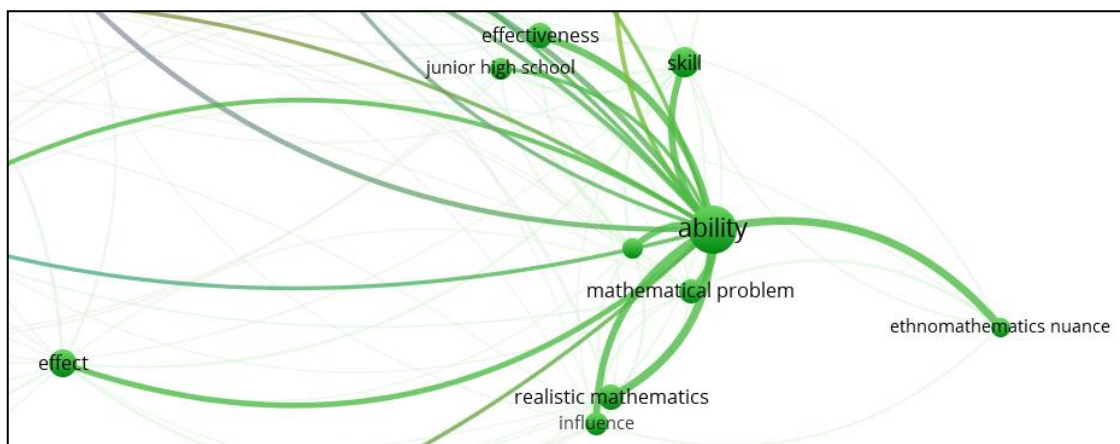 effectiveness
junior high school
skill
ability
mathematical problem
ethnomathematics nuance
effect
realistic mathematics
influence